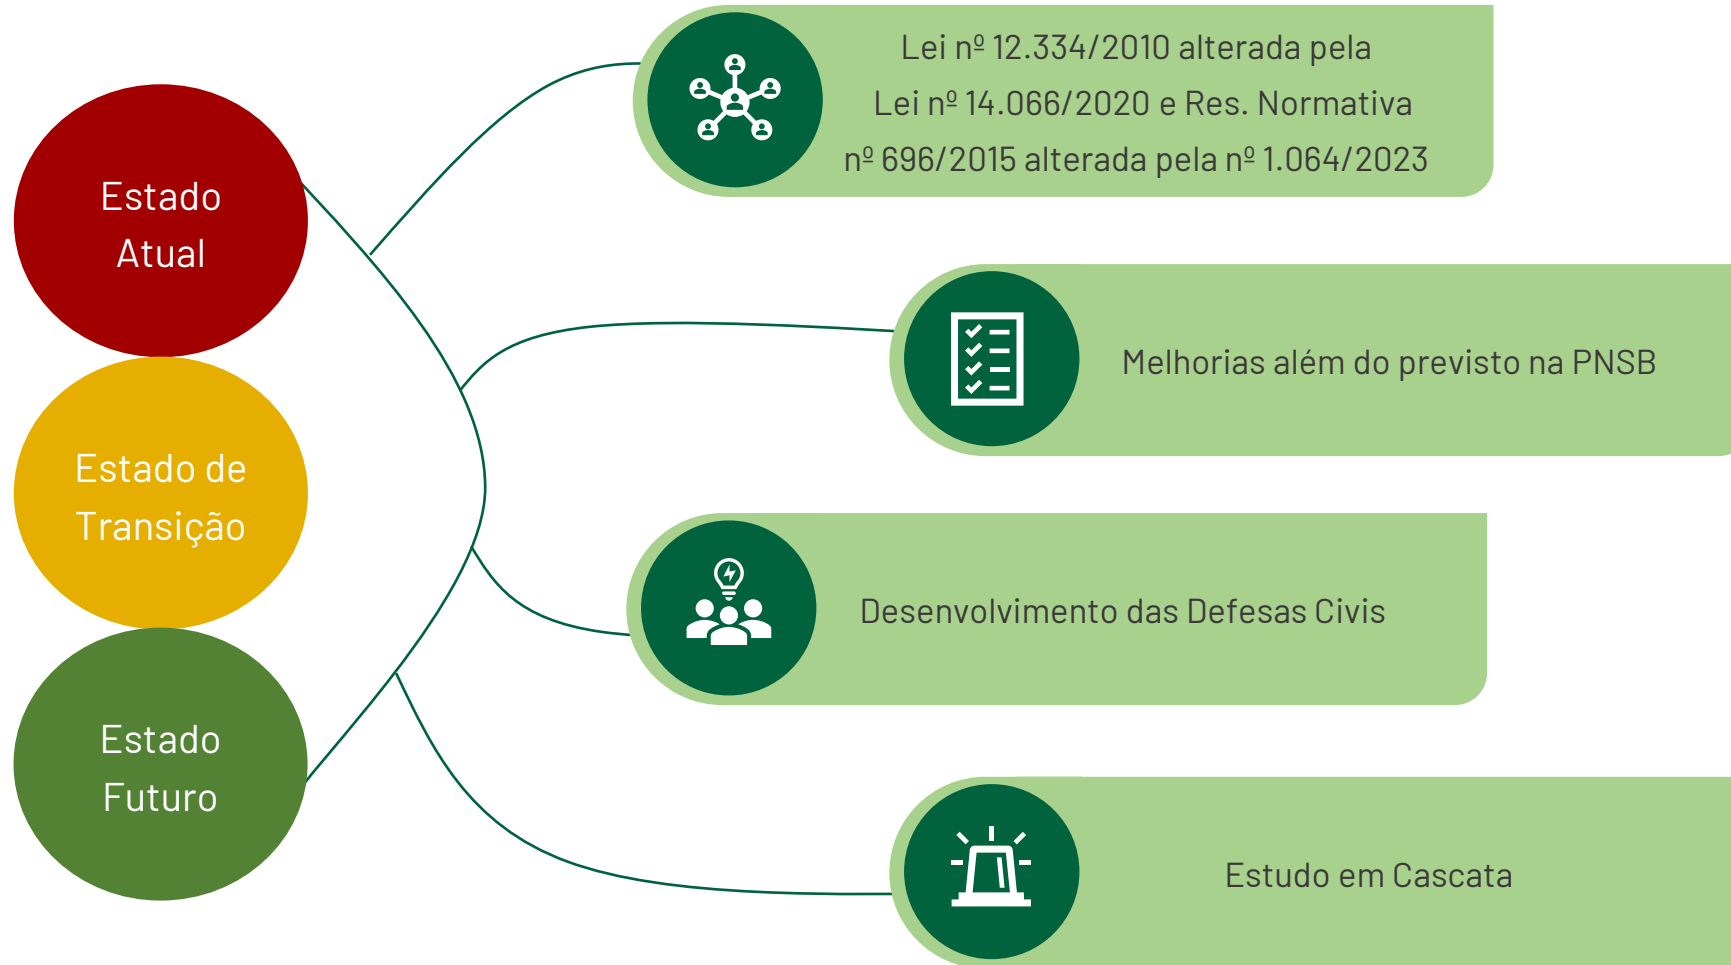 Estado
Atual
Estado de
Transição
Estado
Futuro
Lei nº 12.334/2010 alterada pela
Lei nº 14.066/2020 e Res. Normativa
nº 696/2015 alterada pela nº 1.064/2023
Melhorias além do previsto na PNSB
Desenvolvimento das Defesas Civis
Estudo em Cascata